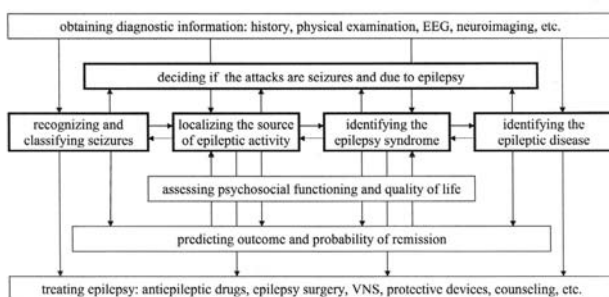 obtaining diagnostic information: history, physical examination, EEG, neuroimaging, etc.
deciding if the attacks are seizures and due to epilepsy
recognizing and
classifying seizures
localizing the source
of epileptic activity
identifying the
epilepsy syndrome
identifying the
epileptic disease
assessing psychosocial functioning and quality of life
predicting outcome and probability of remission
treating epilepsy: antiepileptic drugs, epilepsy surgery, VNS, protective devices, counseling, etc.